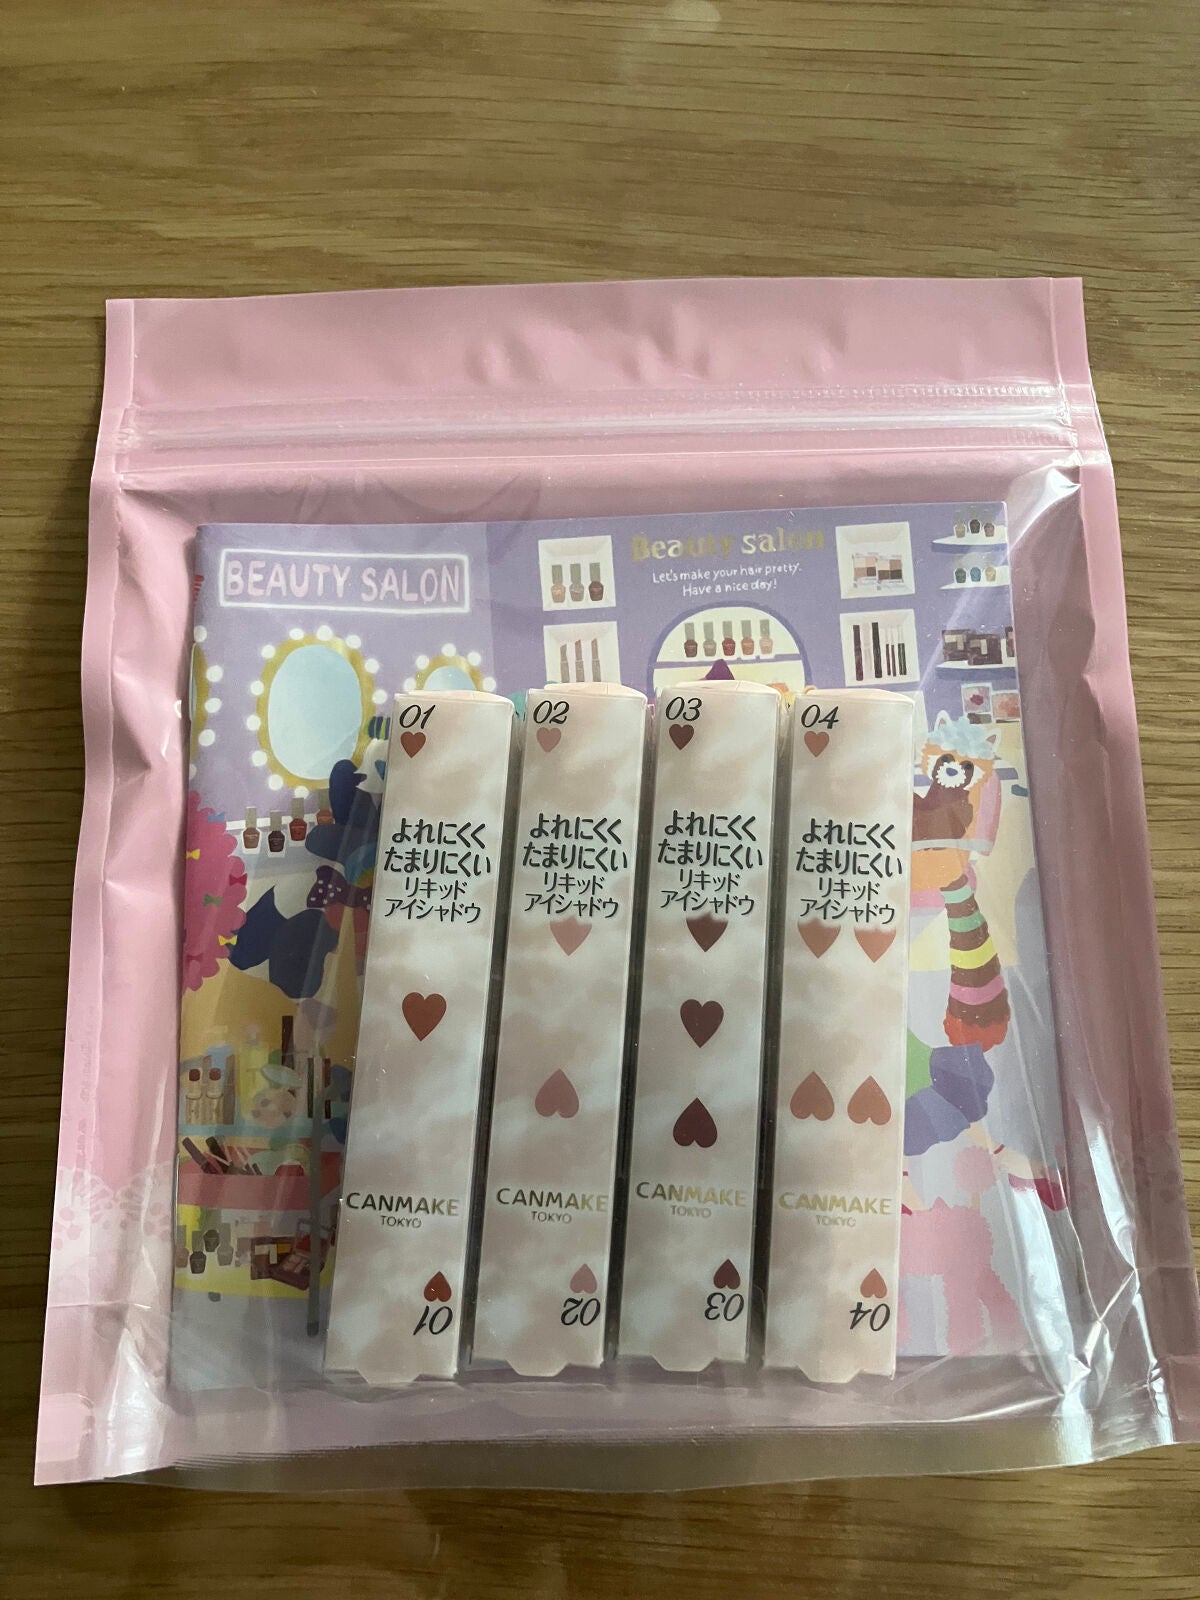 BEAUTY SALON
Beauty salon
Let's make your hair pretty.
Have a nice day!
01
よれにくく
たまりにくい
リキッド
アイシャドウ
CANMAKE
TOKYO
01
02
よれにくく
たまりにくい
リキッド
アイシャドウ
CANMAKE
TOKYO
02
03
よれにくく
たまりにくい
リキッド
アイシャドウ
CANMAKE
TOKYO
03
04
よれにくく
たまりにくい
リキッド
アイシャドウ
CANMAKE
TOKYO
04